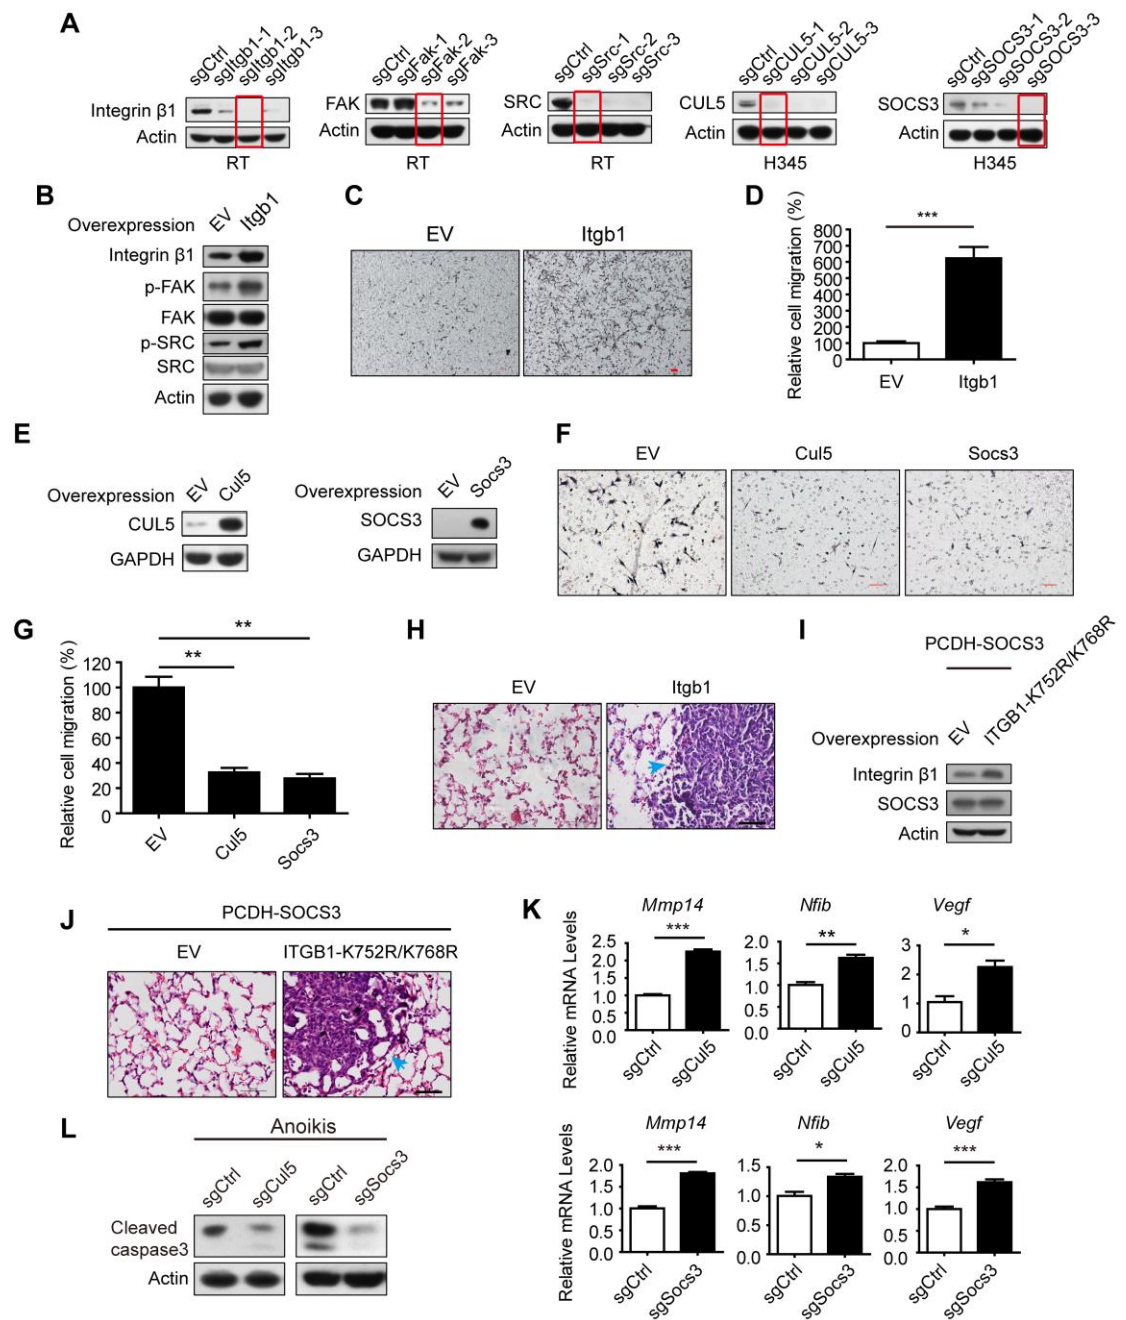 A
sgCtrl
sgItgb1-1
sgItgb1-2
sgItgb1-3
Integrin β1
Actin
RT
sgCtrl
sgFak-1
sgFak-2
sgFak-3
FAK
Actin
RT
sgCtrl
sgSrc-1
sgSrc-2
sgSrc-3
SRC
Actin
RT
sgCtrl
sgCUL5-1
sgCUL5-2
sgCUL5-3
CUL5
Actin
H345
sgCtrl
sgSOCS3-1
sgSOCS3-2
sgSOCS3-3
SOCS3
Actin
H345
B
Overexpression
EV
Itgb1
Integrin β1
p-FAK
FAK
p-SRC
SRC
Actin
C
EV
Itgb1
D
Relative cell migration (%)
800
700
600
500
400
300
200
100
0
EV
Itgb1
***
E
Overexpression
EV
Cul5
CUL5
GAPDH
Overexpression
EV
Socs3
SOCS3
GAPDH
F
EV
Cul5
Socs3
G
Relative cell migration (%)
120
100
80
60
40
20
0
EV
Cul5
Socs3
**
**
H
EV
Itgb1
I
PCDH-SOCS3
Overexpression
EV
ITGB1-K752R/K768R
Integrin β1
SOCS3
Actin
J
PCDH-SOCS3
EV
ITGB1-K752R/K768R
K
Relative mRNA Levels
Mmp14
***
2.5
2.0
1.5
1.0
0.5
0.0
sgCtrl
sgCul5
Nfib
**
2.0
1.5
1.0
0.5
0.0
sgCtrl
sgCul5
Vegf
*
3
2
1
0
sgCtrl
sgCul5
Relative mRNA Levels
Mmp14
***
2.0
1.5
1.0
0.5
0.0
sgCtrl
sgSocs3
Nfib
*
1.5
1.0
0.5
0.0
sgCtrl
sgSocs3
Vegf
***
2.0
1.5
1.0
0.5
0.0
sgCtrl
sgSocs3
L
Anoikis
sgCtrl
sgCul5
sgCtrl
sgSocs3
Cleaved
caspase3
Actin